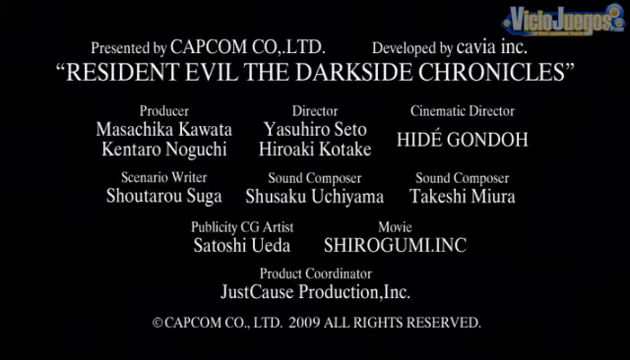 VicioJuegos
Presented by CAPCOM CO,.LTD. Developed by cavia inc.
“RESIDENT EVIL THE DARKSIDE CHRONICLES”
Producer Director Cinematic Director
Masachika Kawata Yasuhiro Seto HIDÉ GONDOH
Kentaro Noguchi Hiroaki Kotake
Scenario Writer Sound Composer Sound Composer
Shoutarou Suga Shusaku Uchiyama Takeshi Miura
Publicity CG Artist Movie
Satoshi Ueda SHIROGUMI.INC
Product Coordinator
JustCause Production,Inc.
©CAPCOM CO., LTD. 2009 ALL RIGHTS RESERVED.